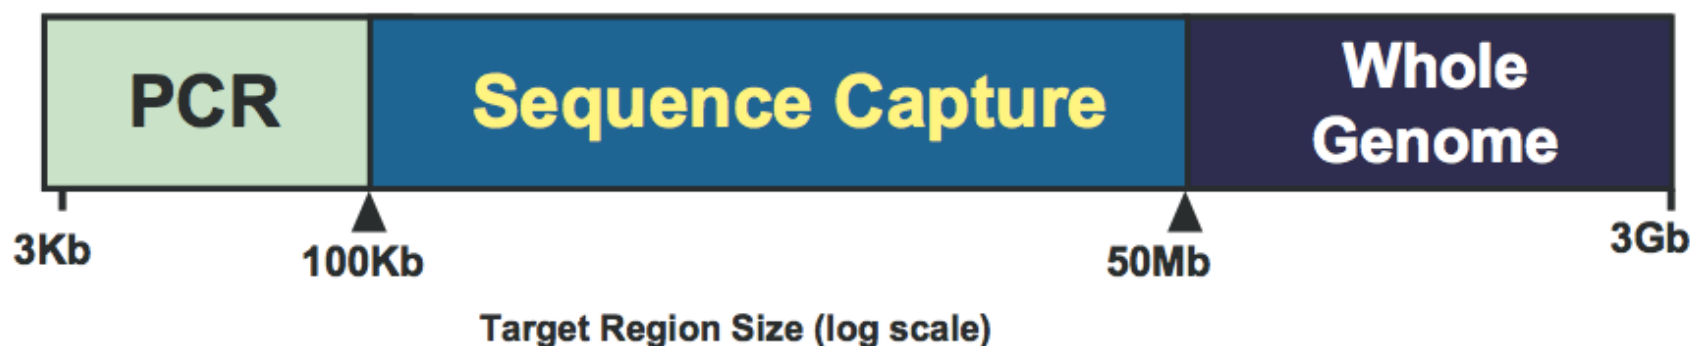 PCR
Sequence Capture
Whole
Genome
3Kb
100Kb
50Mb
3Gb
Target Region Size (log scale)